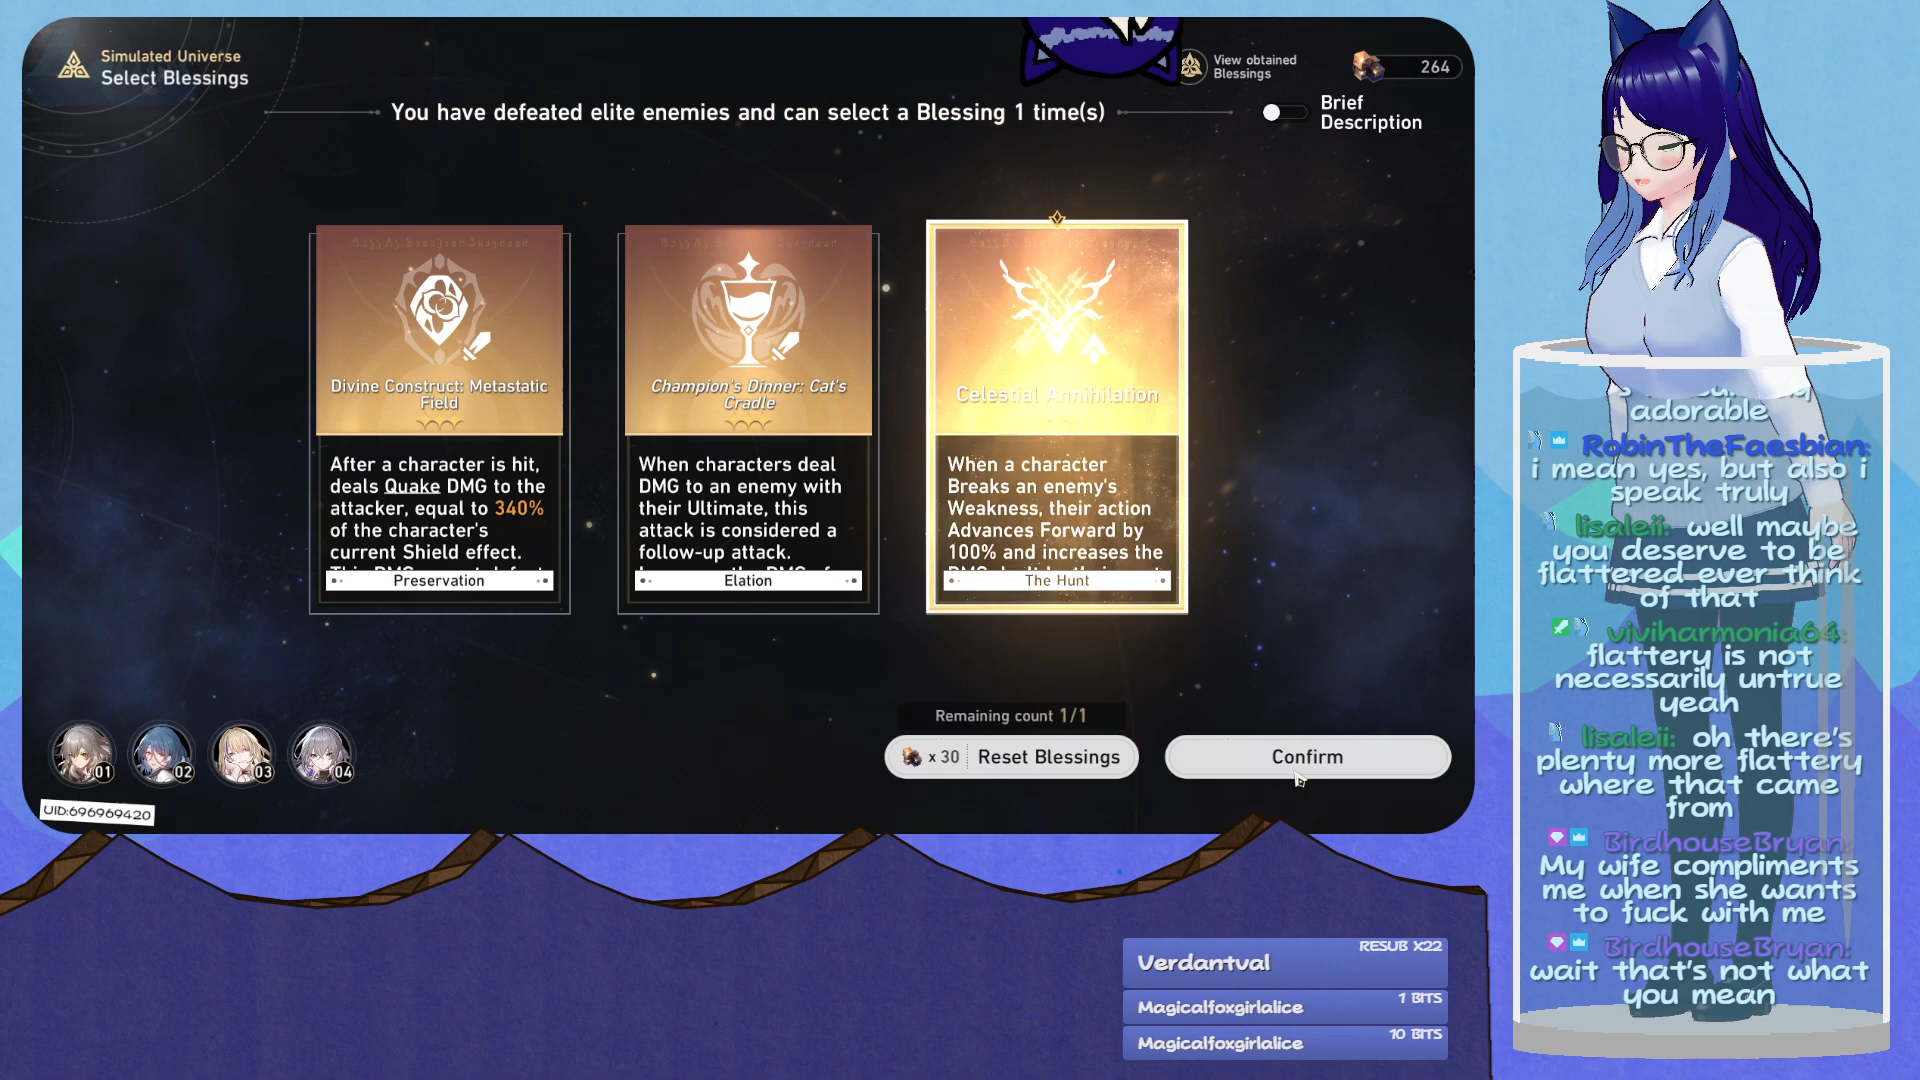 Simulated Universe
Select Blessings
View obtained
Blessings
264
You have defeated elite enemies and can select a Blessing 1 time(s)
Brief
Description
Divine Construct: Metastatic
Field
After a character is hit,
deals Quake DMG to the
attacker, equal to 340%
of the character's
current Shield effect.
Preservation
Champion's Dinner: Cat's
Cradle
When characters deal
DMG to an enemy with
their Ultimate, this
attack is considered a
follow-up attack.
Elation
Celestial Annihilation
When a character
Breaks an enemy's
Weakness, their action
Advances Forward by
100% and increases the
The Hunt
Remaining count 1/1
x 30 Reset Blessings
Confirm
01
02
03
04
UID:696969420
adorable
RobinTheFaesbian:
i mean yes, but also i
speak truly
lisaleii: well maybe
you deserve to be
flattered ever think
of that
viviharmonia64:
flattery is not
necessarily untrue
yeah
lisaleii: oh there's
plenty more flattery
where that came
from
BirdhouseBryan:
My wife compliments
me when she wants
to fuck with me
BirdhouseBryan:
wait that's not what
you mean
Verdantval
RESUB X22
Magicalfoxgirlalice
1 BITS
Magicalfoxgirlalice
10 BITS